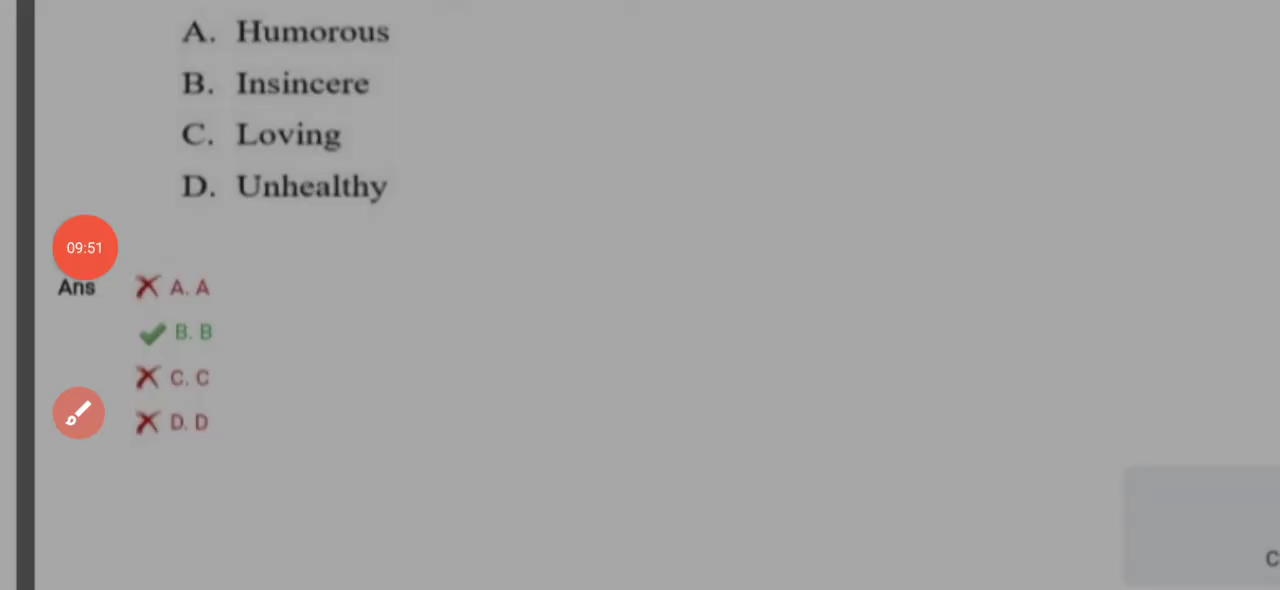 A. Humorous
B. Insincere
C. Loving
D. Unhealthy
09:51
Ans
A. A
B. B
C. C
D. D